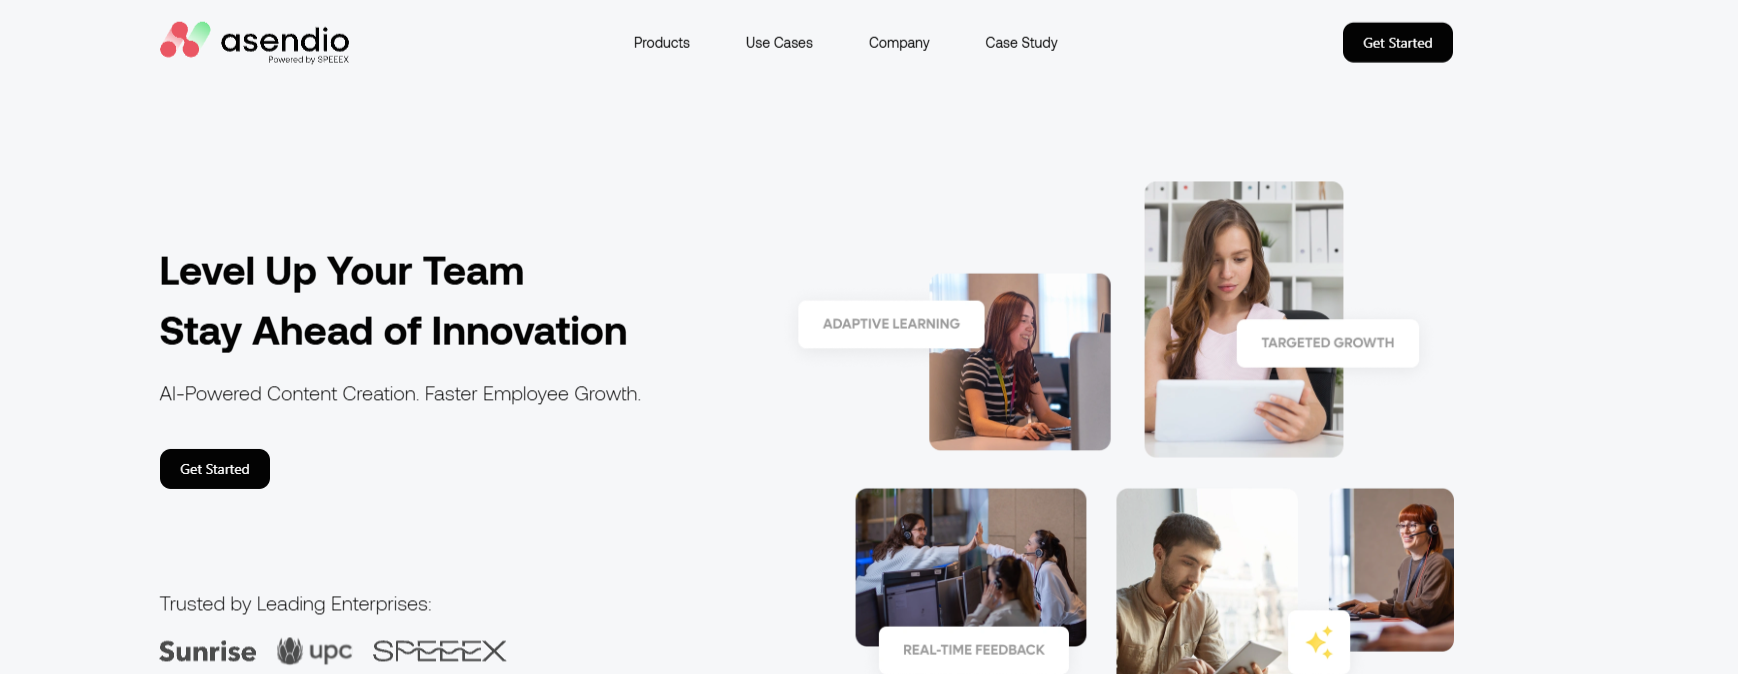 asendio
Powered by SPEEEX
Products
Use Cases
Company
Case Study
Get Started
Level Up Your Team
Stay Ahead of Innovation
AI-Powered Content Creation. Faster Employee Growth.
Get Started
ADAPTIVE LEARNING
TARGETED GROWTH
REAL-TIME FEEDBACK
Trusted by Leading Enterprises:
Sunrise
upc
SPEEEX